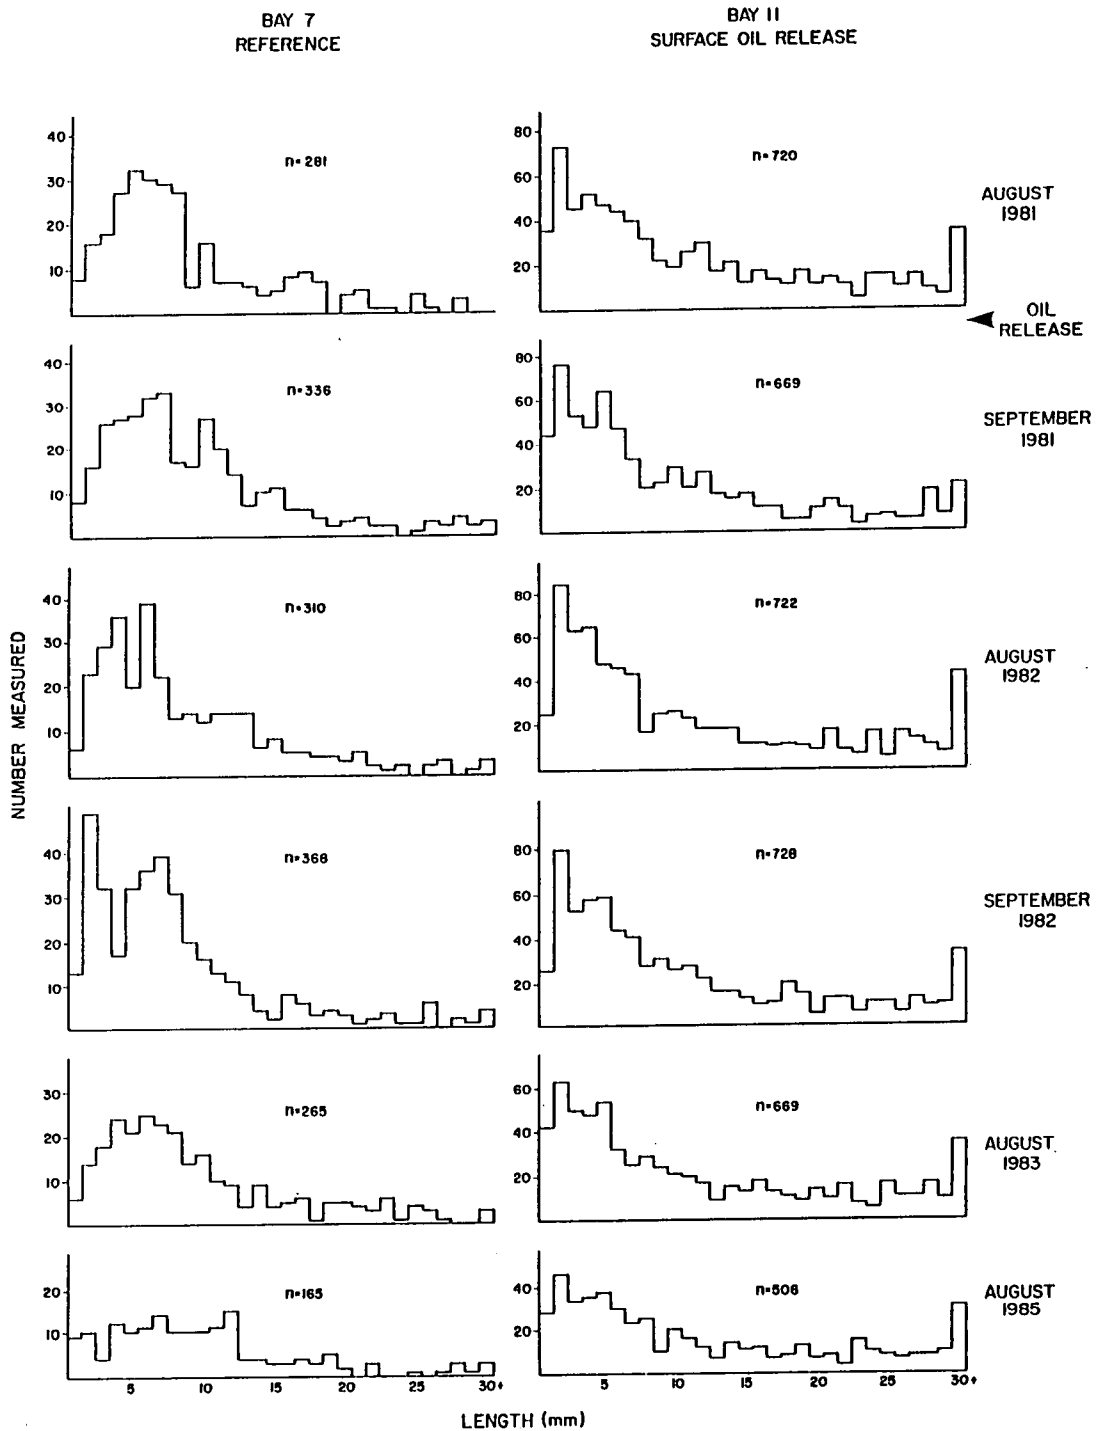 BAY 7
REFERENCE
BAY 11
SURFACE OIL RELEASE
40
30
20
10
n=281
80
60
40
20
n=720
AUGUST
1981
OIL
RELEASE
40
30
20
10
n=336
80
60
40
20
n=669
SEPTEMBER
1981
NUMBER MEASURED
40
30
20
10
n=310
80
60
40
20
n=722
AUGUST
1982
40
30
20
10
n=368
80
60
40
20
n=728
SEPTEMBER
1982
30
20
10
n=265
60
40
20
n=669
AUGUST
1983
20
10
n=165
40
20
n=506
AUGUST
1985
5 10 15 20 25 30+
5 10 15 20 25 30+
LENGTH (mm)